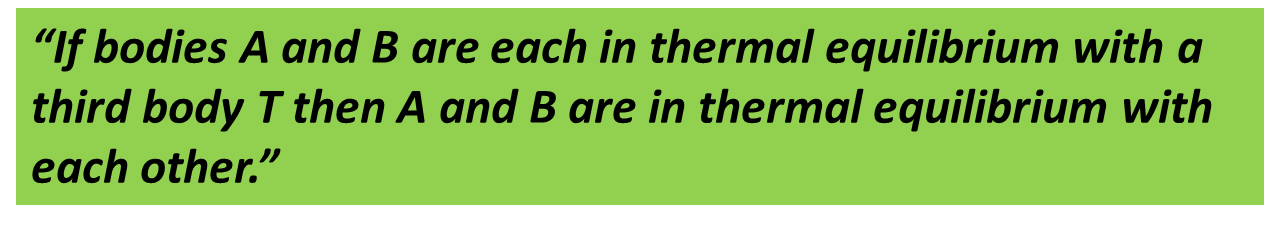 “If bodies A and B are each in thermal equilibrium with a
third body T then A and B are in thermal equilibrium with
each other.”